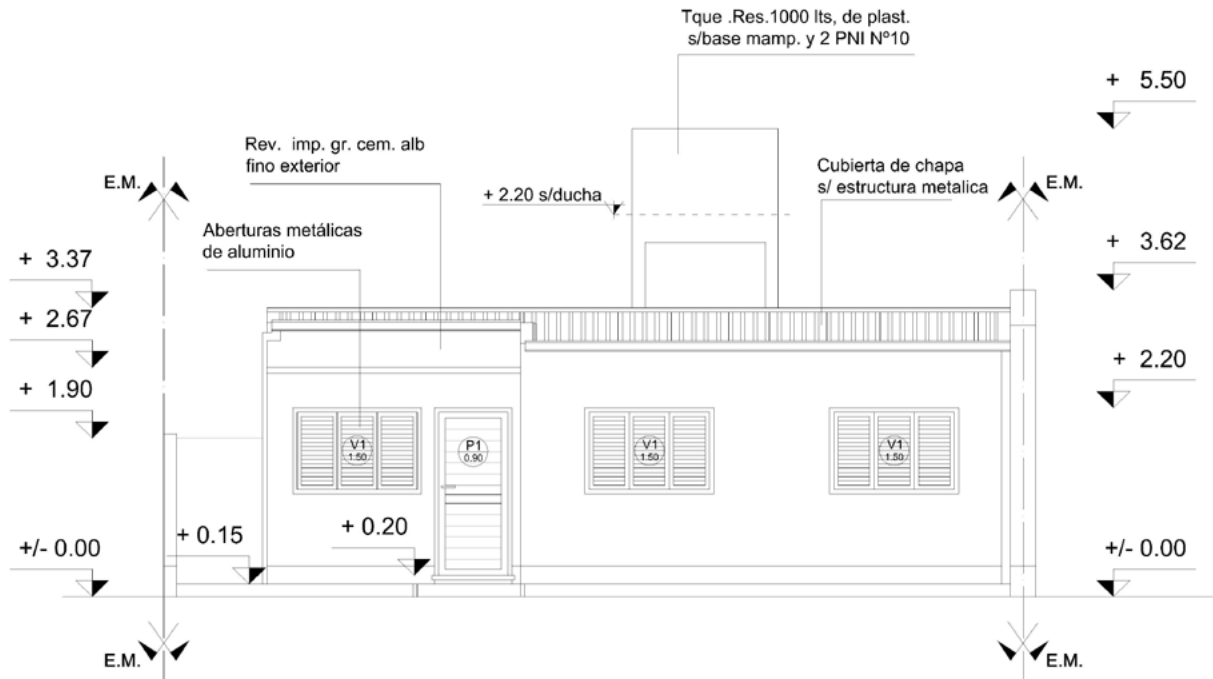 Tque .Res.1000 lts, de plast.
s/base mamp. y 2 PNI Nº10
+ 5.50
Rev. imp. gr. cem. alb
fino exterior
Cubierta de chapa
s/ estructura metalica
E.M.
E.M.
+ 2.20 s/ducha
Aberturas metálicas
de aluminio
+ 3.37
+ 3.62
+ 2.67
+ 2.20
+ 1.90
V1
1.50
P1
0.90
V1
1.50
V1
1.50
+ 0.15
+ 0.20
+/- 0.00
+/- 0.00
E.M.
E.M.